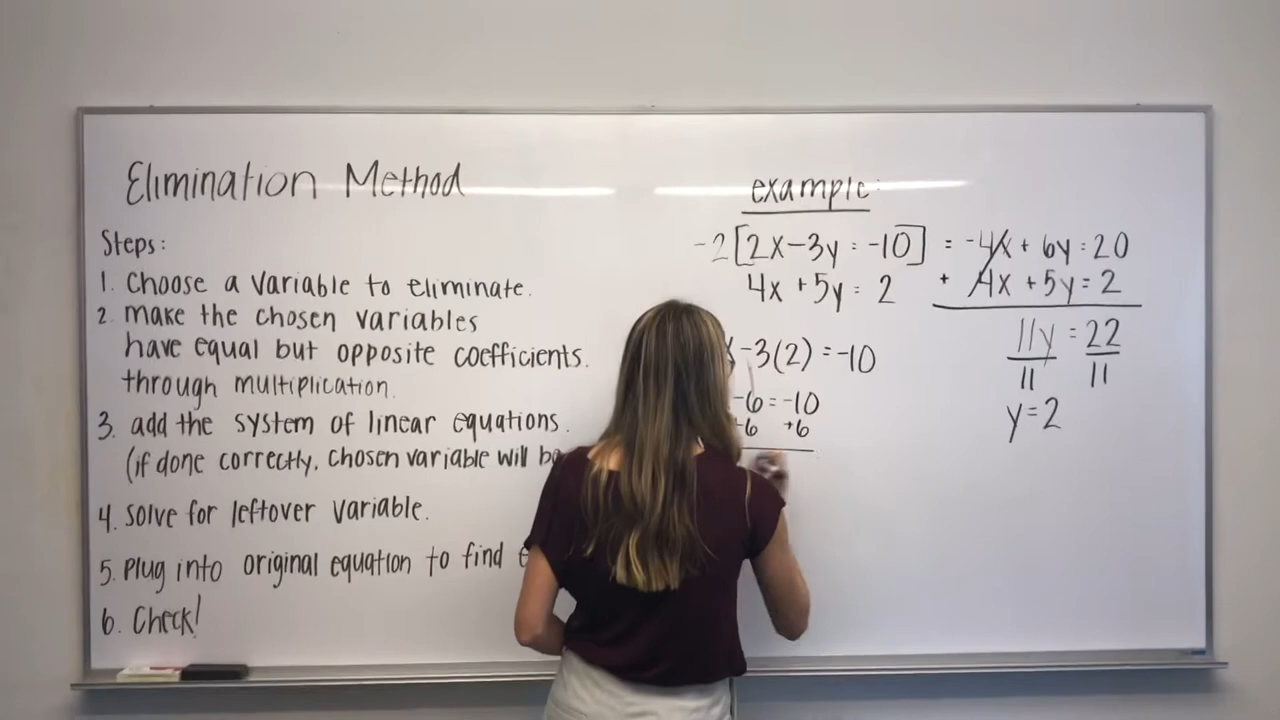 Elimination Method
Steps:
1. Choose a variable to eliminate.
2. make the chosen variables
have equal but opposite coefficients.
through multiplication.
3. add the system of linear equations.
(if done correctly, chosen variable will be
4. solve for leftover variable.
5. Plug into original equation to find
6. Check!
example:
-2[2x-3y = -10] = -4x + 6y = 20
4x + 5y = 2 + 4x + 5y = 2
-3(2) = -10
11y = 22
11 11
-6 = -10
6 +6
y = 2